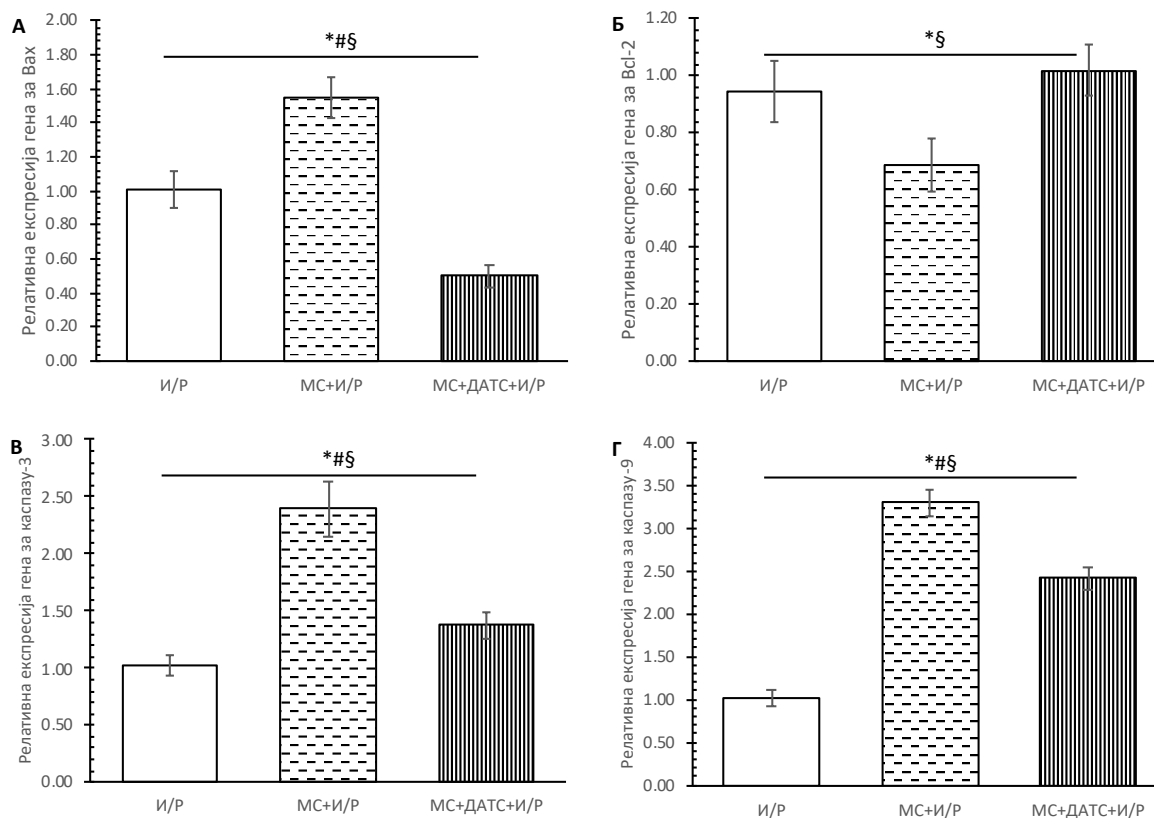 А
Релативна експресија гена за Bax
2.00
1.80
1.60
1.40
1.20
1.00
0.80
0.60
0.40
0.20
0.00
*#§
И/Р
МС+И/Р
МС+ДАТС+И/Р
Б
Релативна експресија гена за Bcl-2
1.20
1.00
0.80
0.60
0.40
0.20
0.00
*§
И/Р
МС+И/Р
МС+ДАТС+И/Р
В
Релативна експресија гена за каспазу-3
3.00
2.50
2.00
1.50
1.00
0.50
0.00
*#§
И/Р
МС+И/Р
МС+ДАТС+И/Р
Г
Релативна експресија гена за каспазу-9
4.00
3.50
3.00
2.50
2.00
1.50
1.00
0.50
0.00
*#§
И/Р
МС+И/Р
МС+ДАТС+И/Р